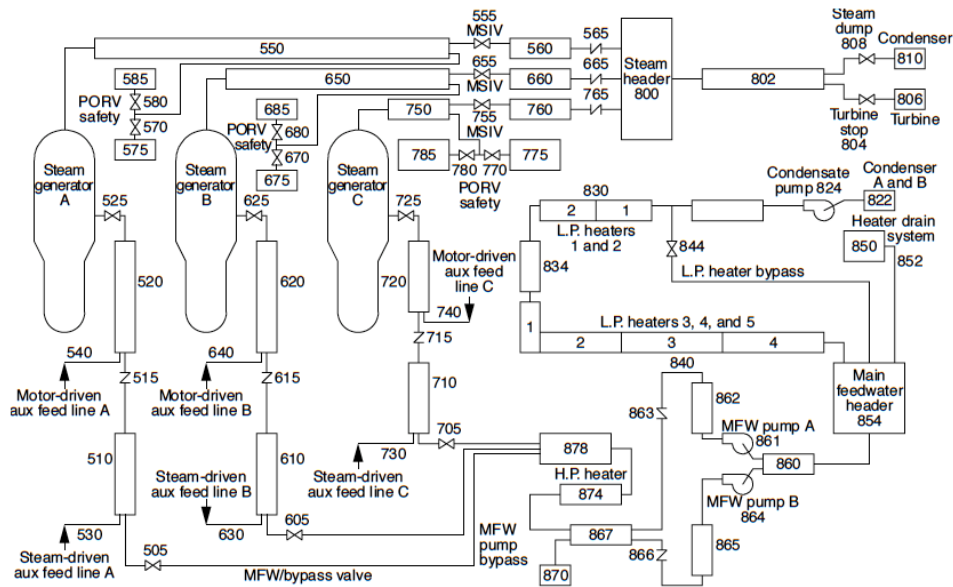 555
MSIV
565
550
560
Steam
dump
808
Condenser
810
585
580
PORV
safety
570
575
650
655
MSIV
660
665
Steam
header
800
802
685
PORV
safety
680
670
675
750
755
MSIV
760
765
806
Turbine
Turbine
stop
804
785
780
770
775
PORV
safety
Steam
generator
A
Steam
generator
B
Steam
generator
C
525
625
725
830
2
1
L.P. heaters
1 and 2
Condensate
pump 824
Condenser
A and B
822
Heater drain
system
850
852
844
L.P. heater bypass
834
520
620
720
Motor-driven
aux feed
line C
740
715
1
L.P. heaters 3, 4, and 5
2
3
4
840
540
515
640
615
Motor-driven
aux feed line A
Motor-driven
aux feed line B
710
Main
feedwater
header
854
862
863
MFW pump A
861
860
510
610
705
730
878
H.P. heater
874
Steam-driven
aux feed line B
Steam-driven
aux feed line C
MFW pump B
864
530
505
630
605
Steam-driven
aux feed line A
MFW/bypass valve
MFW
pump
bypass
867
870
866
865